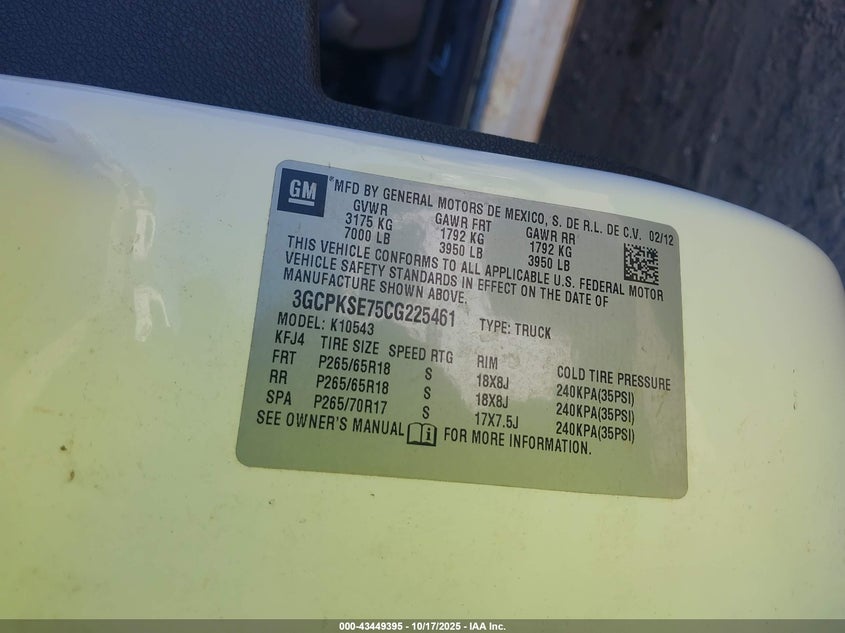 GM
*MFD BY GENERAL MOTORS DE MEXICO, S. DE R.L. DE C.V. 02/12
GVWR GAWR FRT GAWR RR
3175 KG 1792 KG 1792 KG
7000 LB 3950 LB 3950 LB
THIS VEHICLE CONFORMS TO ALL APPLICABLE U.S. FEDERAL MOTOR
VEHICLE SAFETY STANDARDS IN EFFECT ON THE DATE OF
MANUFACTURE SHOWN ABOVE.
3GCPKSE75CG225461 TYPE: TRUCK
MODEL: K10543
KFJ4 TIRE SIZE SPEED RTG RIM COLD TIRE PRESSURE
FRT P265/65R18 S 18X8J 240KPA(35PSI)
RR P265/65R18 S 18X8J 240KPA(35PSI)
SPA P265/70R17 S 17X7.5J 240KPA(35PSI)
SEE OWNER'S MANUAL i FOR MORE INFORMATION.
000-43449395 - 10/17/2025 - IAA Inc.